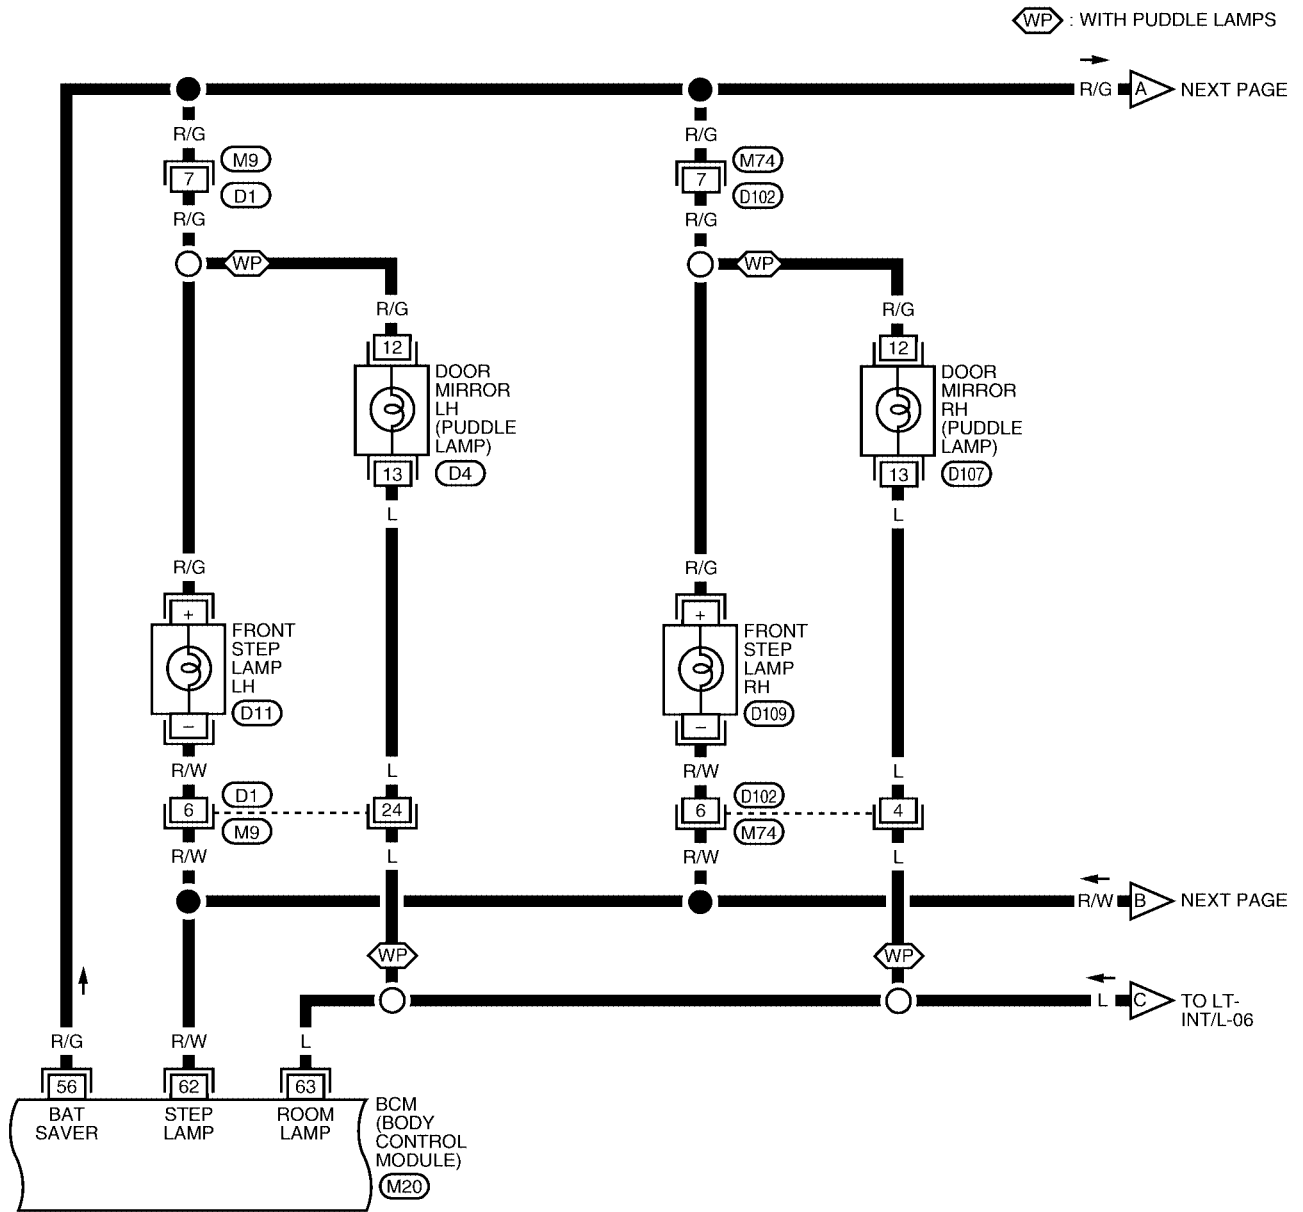 WP : WITH PUDDLE LAMPS
R/G A NEXT PAGE
R/G
R/G
M9
M74
7
7
D1
D102
R/G
R/G
WP
WP
R/G
R/G
12
12
DOOR
MIRROR
LH
(PUDDLE
LAMP)
DOOR
MIRROR
RH
(PUDDLE
LAMP)
13
D4
13
D107
L
L
R/G
R/G
+
+
FRONT
STEP
LAMP
LH
FRONT
STEP
LAMP
RH
D11
D109
–
–
R/W
L
R/W
L
D1
D102
6
24
6
4
M9
M74
R/W
L
R/W
L
R/W B NEXT PAGE
WP
WP
L C TO LT-
INT/L-06
R/G
R/W
L
56
62
63
BAT
SAVER
STEP
LAMP
ROOM
LAMP
BCM
(BODY
CONTROL
MODULE)
M20